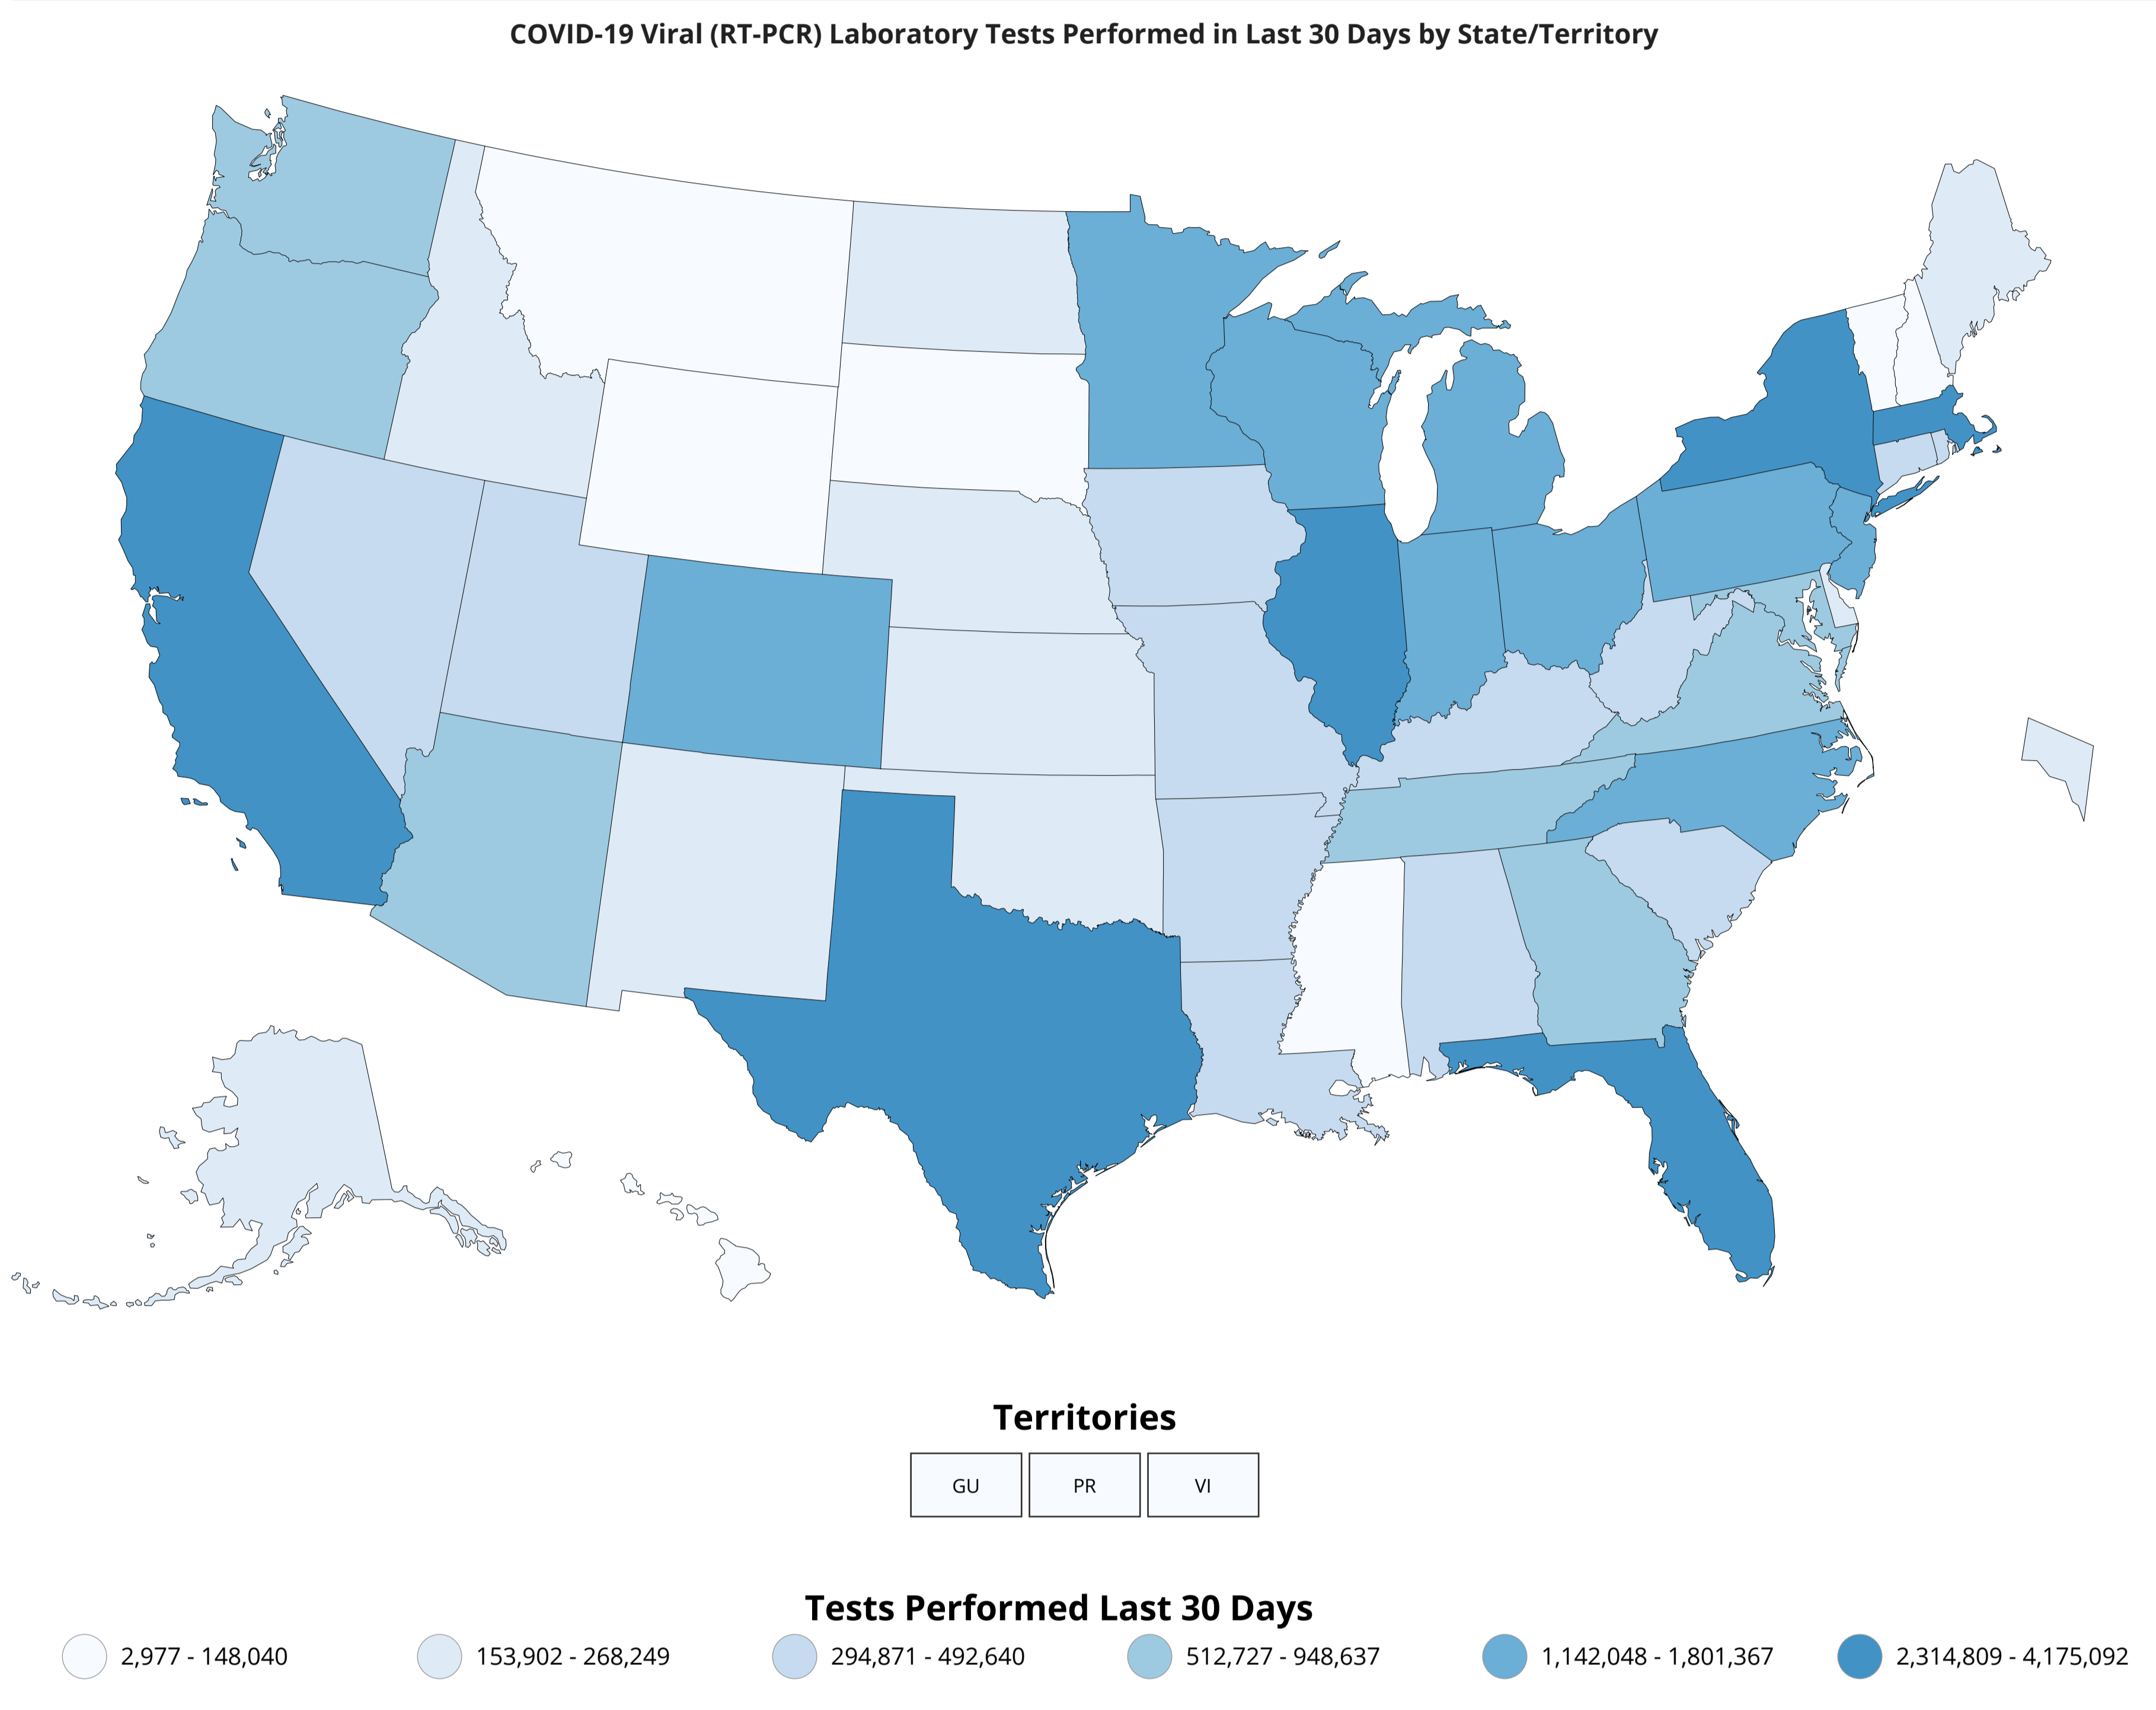 COVID-19 Viral (RT-PCR) Laboratory Tests Performed in Last 30 Days by State/Territory
Territories
GU PR VI
Tests Performed Last 30 Days
2,977 - 148,040 153,902 - 268,249 294,871 - 492,640 512,727 - 948,637 1,142,048 - 1,801,367 2,314,809 - 4,175,092